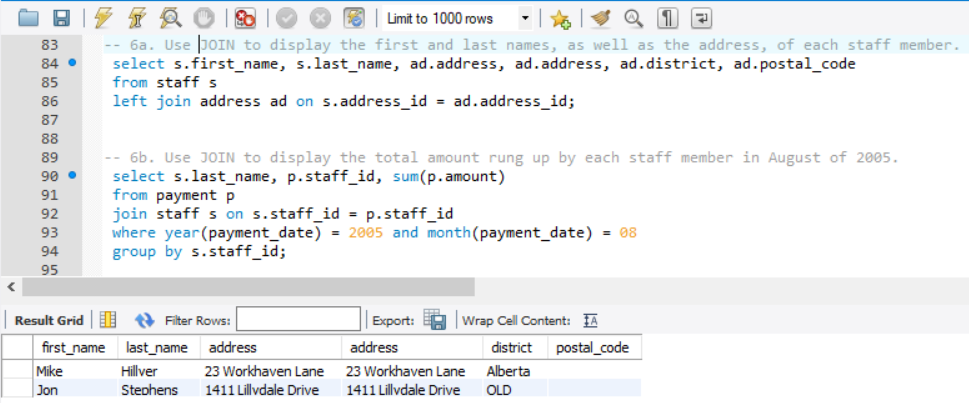 Limit to 1000 rows
83 -- 6a. Use JOIN to display the first and last names, as well as the address, of each staff member.
84 select s.first_name, s.last_name, ad.address, ad.address, ad.district, ad.postal_code
85 from staff s
86 left join address ad on s.address_id = ad.address_id;
87
88
89 -- 6b. Use JOIN to display the total amount rung up by each staff member in August of 2005.
90 select s.last_name, p.staff_id, sum(p.amount)
91 from payment p
92 join staff s on s.staff_id = p.staff_id
93 where year(payment_date) = 2005 and month(payment_date) = 08
94 group by s.staff_id;
95
Result Grid Filter Rows: Export: Wrap Cell Content: IA
first_name last_name address address district postal_code
Mike Hillyer 23 Workhaven Lane 23 Workhaven Lane Alberta
Jon Stephens 1411 Lillydale Drive 1411 Lillydale Drive QLD